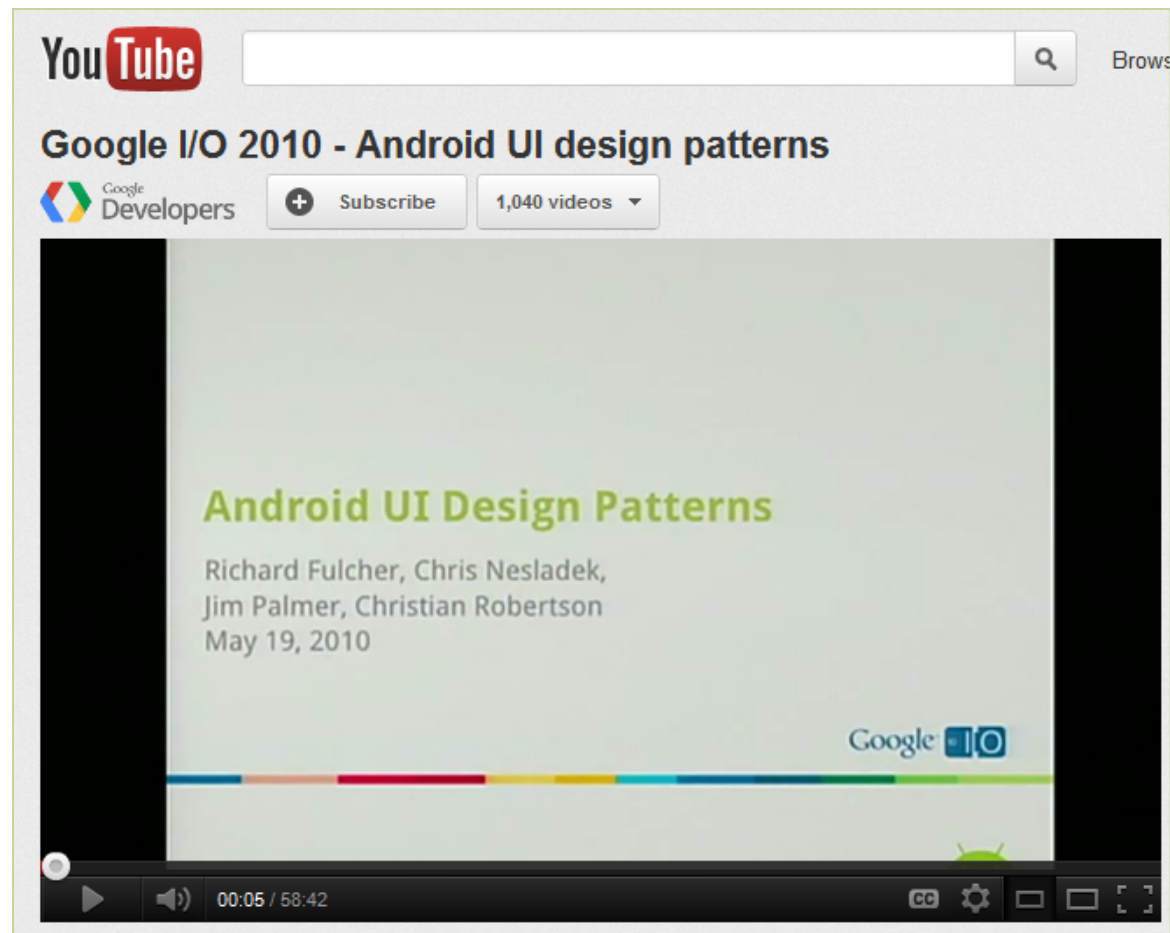 YouTube
Brows
Google I/O 2010 - Android UI design patterns
Google
Developers
Subscribe
1,040 videos
Android UI Design Patterns
Richard Fulcher, Chris Nesladek,
Jim Palmer, Christian Robertson
May 19, 2010
Google IO
00:05 / 58:42
CC